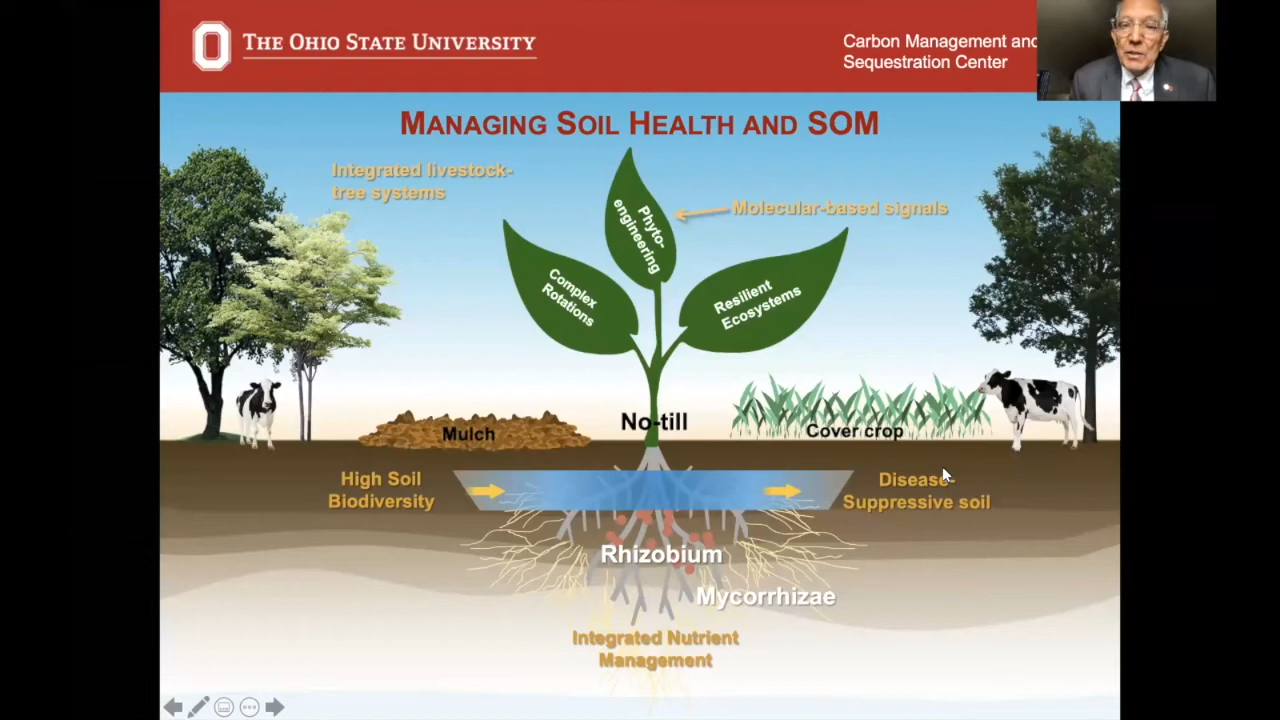 THE OHIO STATE UNIVERSITY
Carbon Management and
Sequestration Center
MANAGING SOIL HEALTH AND SOM
Integrated livestock-
tree systems
Molecular-based signals
Phyto-
engineering
Complex
Rotations
Resilient
Ecosystems
No-till
Mulch
Cover crop
High Soil
Biodiversity
Disease-
Suppressive soil
Rhizobium
Mycorrhizae
Integrated Nutrient
Management